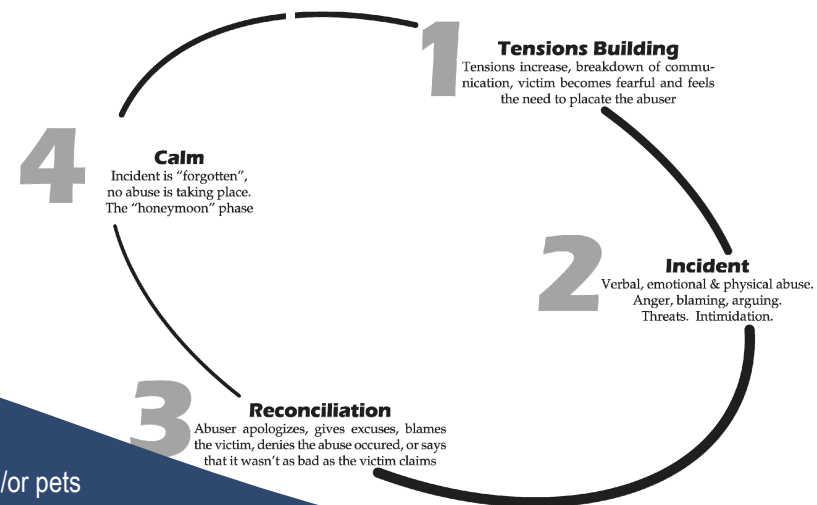 1
Tensions Building
Tensions increase, breakdown of commu-
nication, victim becomes fearful and feels
the need to placate the abuser
2
Incident
Verbal, emotional & physical abuse.
Anger, blaming, arguing.
Threats. Intimidation.
3
Reconciliation
Abuser apologizes, gives excuses, blames
the victim, denies the abuse occured, or says
that it wasn't as bad as the victim claims
4
Calm
Incident is "forgotten",
no abuse is taking place.
The "honeymoon" phase
/or pets